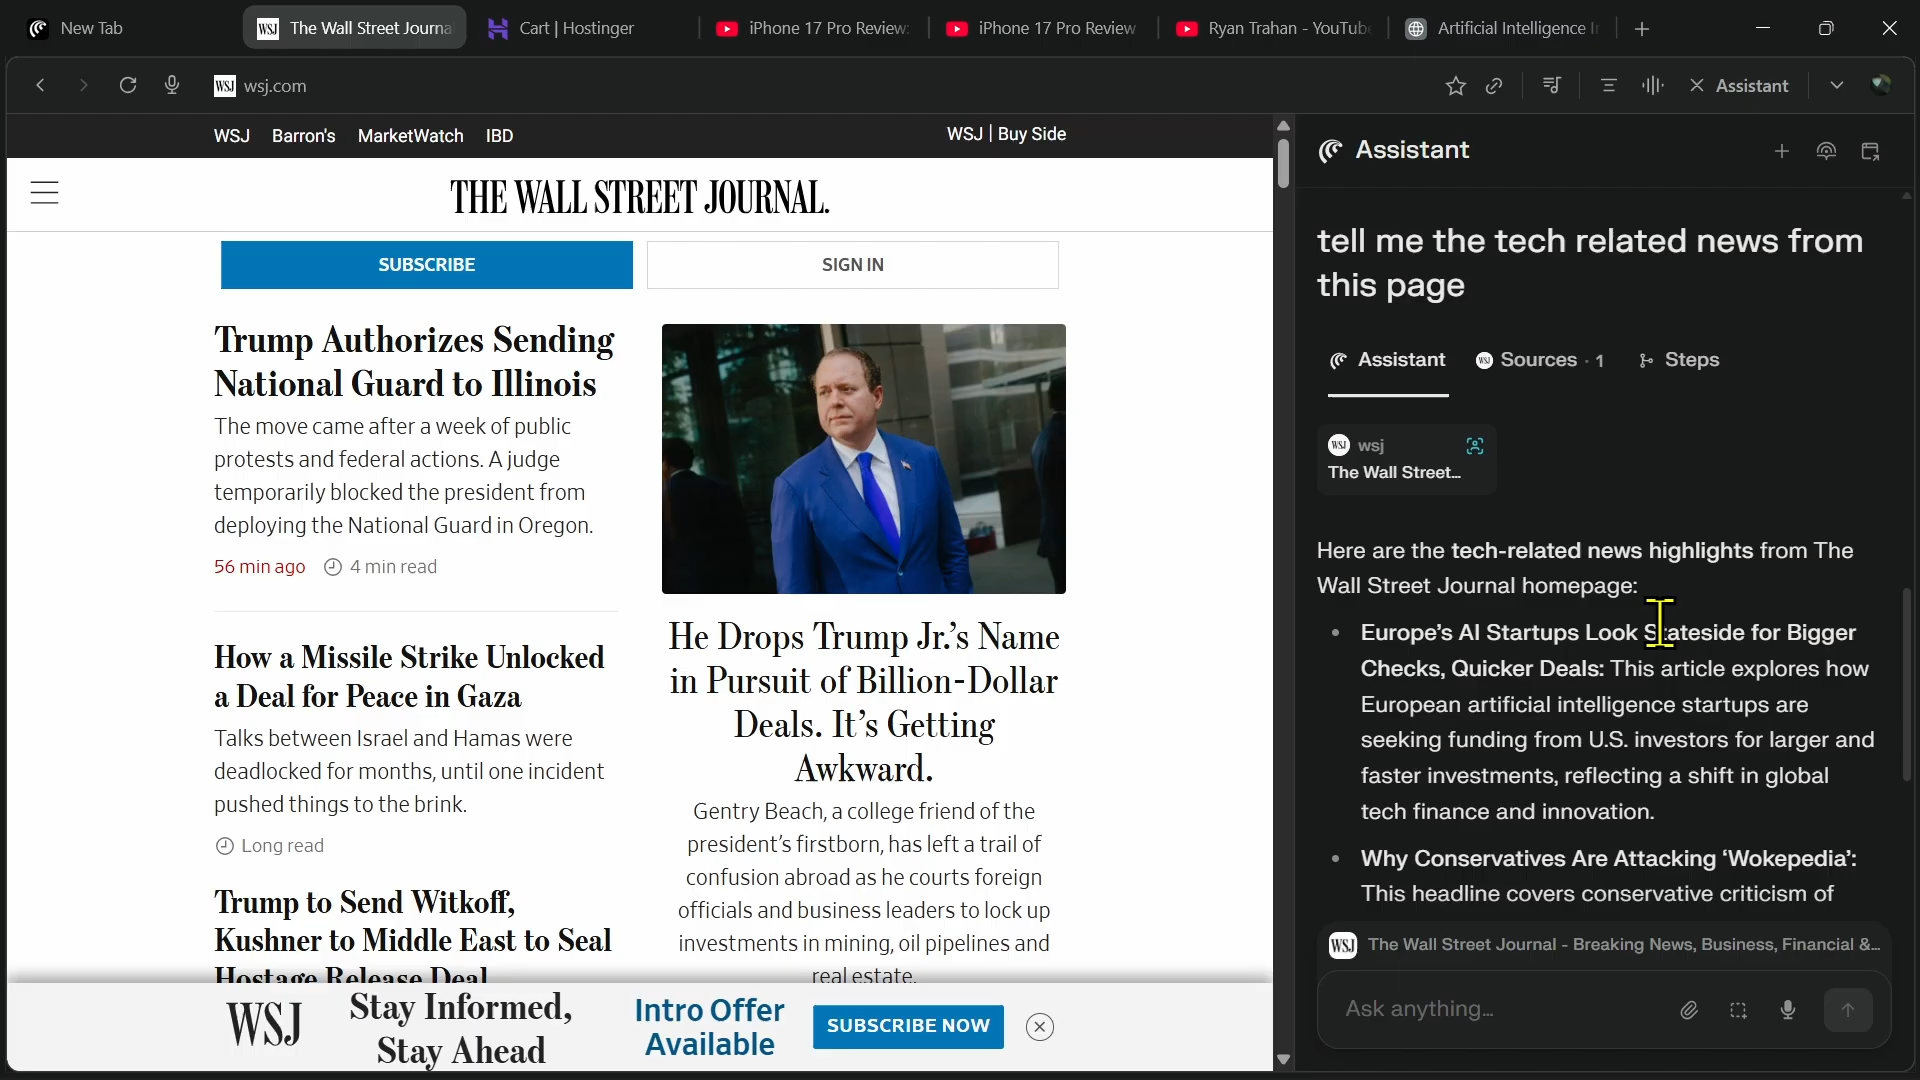 New Tab
The Wall Street Journa
Cart | Hostinger
iPhone 17 Pro Review:
iPhone 17 Pro Review
Ryan Trahan - YouTub
Artificial Intelligence I
WSJ wsj.com
Assistant
WSJ Barron's MarketWatch IBD
WSJ | Buy Side
THE WALL STREET JOURNAL.
SUBSCRIBE
SIGN IN
Trump Authorizes Sending
National Guard to Illinois
The move came after a week of public
protests and federal actions. A judge
temporarily blocked the president from
deploying the National Guard in Oregon.
56 min ago 4 min read
How a Missile Strike Unlocked
a Deal for Peace in Gaza
Talks between Israel and Hamas were
deadlocked for months, until one incident
pushed things to the brink.
Long read
Trump to Send Witkoff,
Kushner to Middle East to Seal
Hostage Release Deal
He Drops Trump Jr.'s Name
in Pursuit of Billion-Dollar
Deals. It's Getting
Awkward.
Gentry Beach, a college friend of the
president's firstborn, has left a trail of
confusion abroad as he courts foreign
officials and business leaders to lock up
investments in mining, oil pipelines and
real estate.
WSJ
Stay Informed,
Stay Ahead
Intro Offer
Available
SUBSCRIBE NOW
Assistant
tell me the tech related news from
this page
Assistant
WSJ Sources · 1
Steps
WSJ wsj
The Wall Street...
Here are the tech-related news highlights from The
Wall Street Journal homepage:
• Europe's AI Startups Look Stateside for Bigger
Checks, Quicker Deals: This article explores how
European artificial intelligence startups are
seeking funding from U.S. investors for larger and
faster investments, reflecting a shift in global
tech finance and innovation.
• Why Conservatives Are Attacking ‘Wokepedia’:
This headline covers conservative criticism of
WSJ The Wall Street Journal - Breaking News, Business, Financial &...
Ask anything...